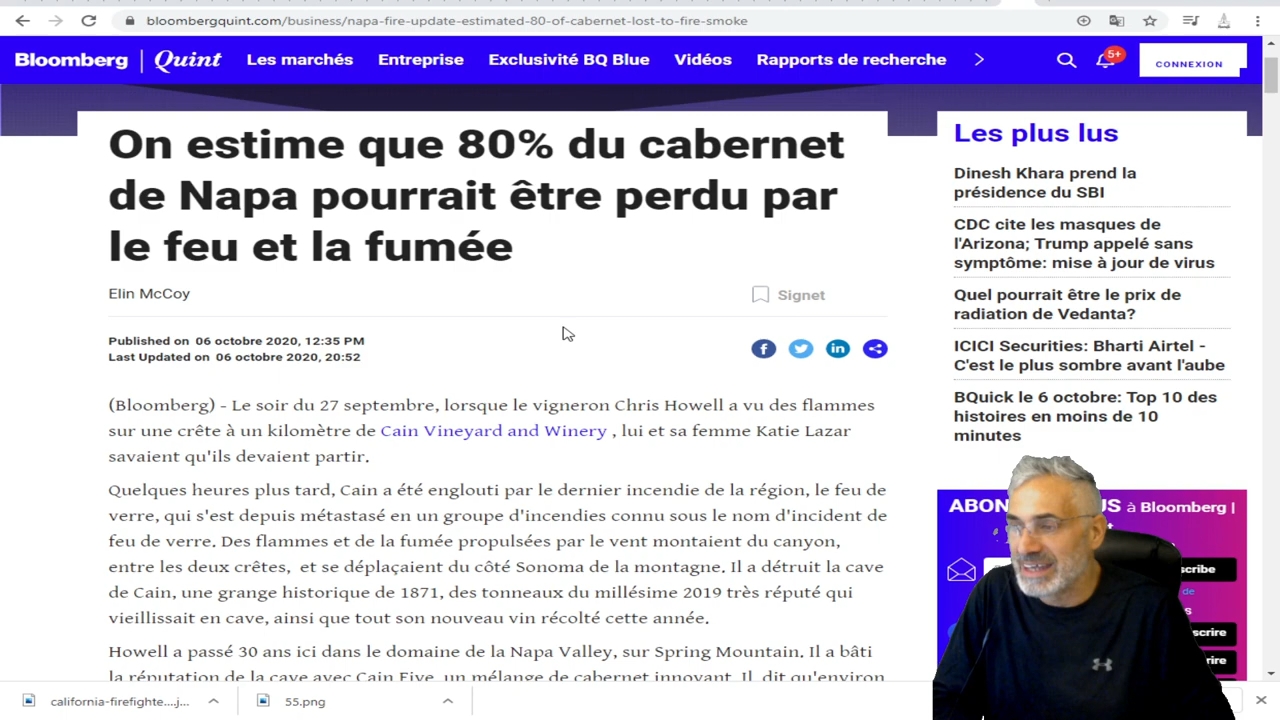 bloombergquint.com/business/napa-fire-update-estimated-80-of-cabernet-lost-to-fire-smoke
Bloomberg | Quint Les marchés Entreprise Exclusivité BQ Blue Vidéos Rapports de recherche 5+ CONNEXION
On estime que 80% du cabernet
de Napa pourrait être perdu par
le feu et la fumée
Elin McCoy
Signet
Published on 06 octobre 2020, 12:35 PM
Last Updated on 06 octobre 2020, 20:52
(Bloomberg) - Le soir du 27 septembre, lorsque le vigneron Chris Howell a vu des flammes
sur une crête à un kilomètre de Cain Vineyard and Winery , lui et sa femme Katie Lazar
savaient qu'ils devaient partir.
Quelques heures plus tard, Cain a été englouti par le dernier incendie de la région, le feu de
verre, qui s'est depuis métastasé en un groupe d'incendies connu sous le nom d'incident de
feu de verre. Des flammes et de la fumée propulsées par le vent montaient du canyon,
entre les deux crêtes, et se déplaçaient du côté Sonoma de la montagne. Il a détruit la cave
de Cain, une grange historique de 1871, des tonneaux du millésime 2019 très réputé qui
vieillissait en cave, ainsi que tout son nouveau vin récolté cette année.
Howell a passé 30 ans ici dans le domaine de la Napa Valley, sur Spring Mountain. Il a bâti
la réputation de la cave avec Cain Five, un mélange de cabernet innovant. Il dit qu'environ
Les plus lus
Dinesh Khara prend la
présidence du SBI
CDC cite les masques de
l'Arizona; Trump appelé sans
symptôme: mise à jour de virus
Quel pourrait être le prix de
radiation de Vedanta?
ICICI Securities: Bharti Airtel -
C'est le plus sombre avant l'aube
BQuick le 6 octobre: Top 10 des
histoires en moins de 10
minutes
à Bloomberg |
california-firefighte....j...
55.png